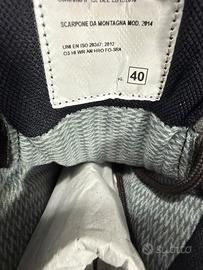 SCARPONE DA MONTAGNA MOD. 2014
UNI EN ISO 20347: 2012
O3 HI WR AN HRO FO SRA
40
subito